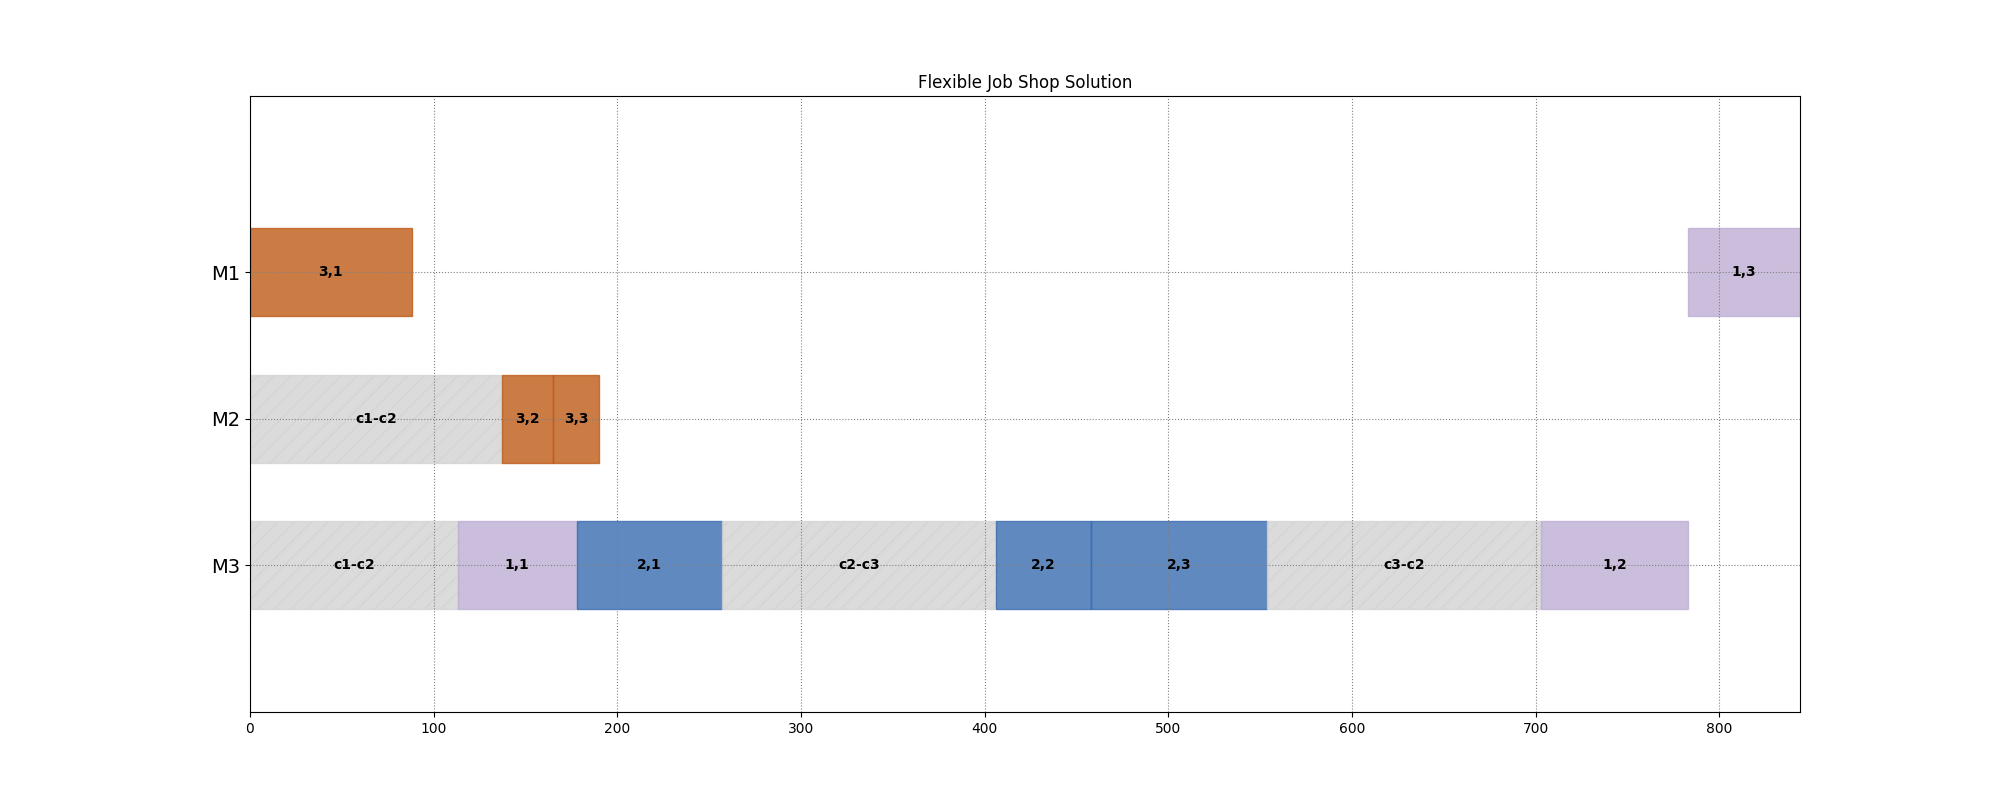 Flexible Job Shop Solution
M1
3,1
1,3
M2
c1-c2
3,2
3,3
M3
c1-c2
1,1
2,1
c2-c3
2,2
2,3
c3-c2
1,2
0
100
200
300
400
500
600
700
800